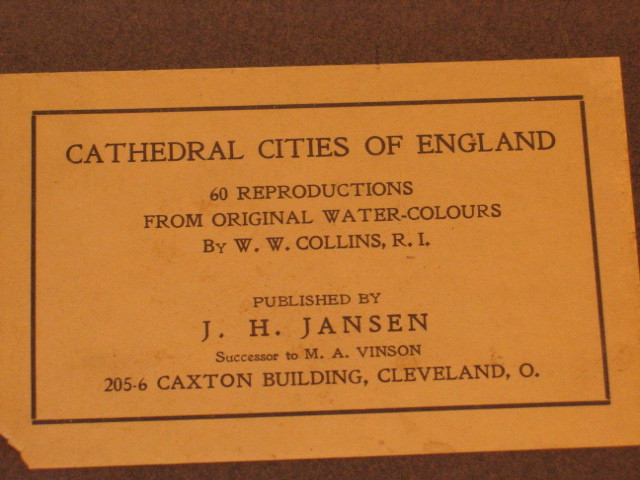 CATHEDRAL CITIES OF ENGLAND
60 REPRODUCTIONS
FROM ORIGINAL WATER-COLOURS
By W. W. COLLINS, R. I.
PUBLISHED BY
J. H. JANSEN
Successor to M. A. VINSON
205-6 CAXTON BUILDING, CLEVELAND, O.